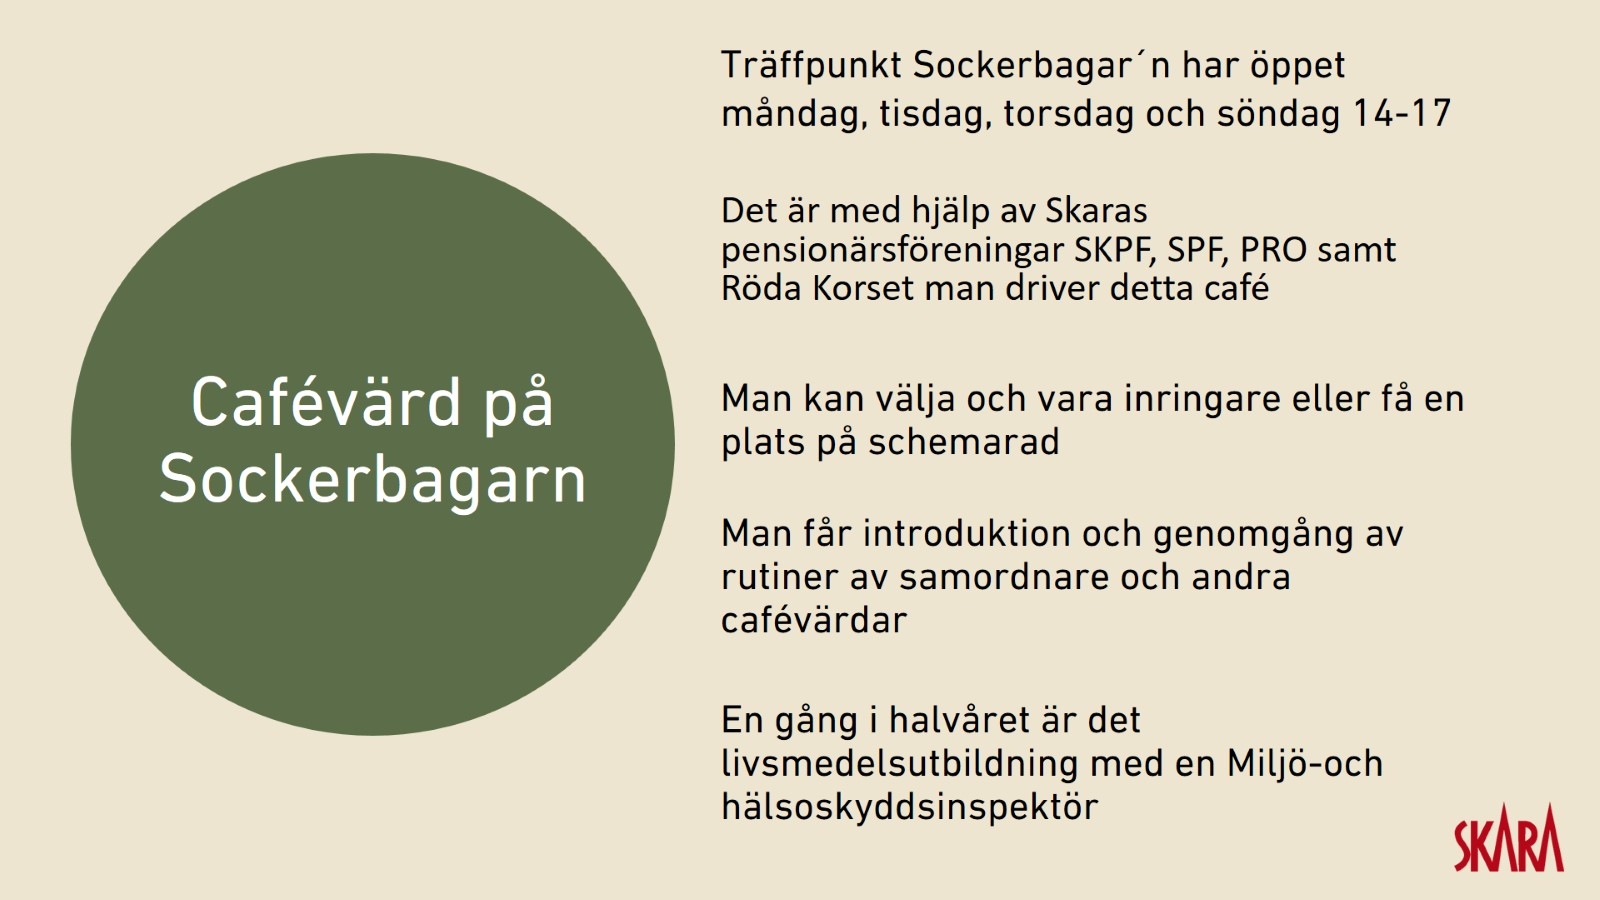 Cafévärd på
Sockerbagarn
Träffpunkt Sockerbagar´n har öppet
måndag, tisdag, torsdag och söndag 14-17
Det är med hjälp av Skaras
pensionärsföreningar SKPF, SPF, PRO samt
Röda Korset man driver detta café
Man kan välja och vara inringare eller få en
plats på schemarad
Man får introduktion och genomgång av
rutiner av samordnare och andra
cafévärdar
En gång i halvåret är det
livsmedelsutbildning med en Miljö-och
hälsoskyddsinspektör
SKARA